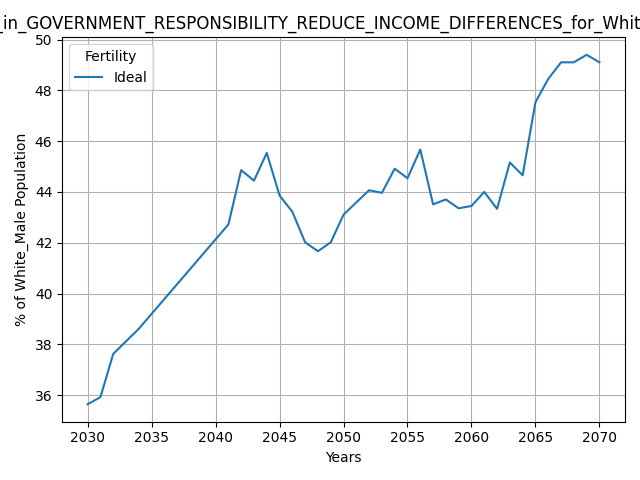 _in_GOVERNMENT_RESPONSIBILITY_REDUCE_INCOME_DIFFERENCES_for_Whit
50
48
46
44
42
40
38
36
% of White_Male Population
Fertility
Ideal
2030 2035 2040 2045 2050 2055 2060 2065 2070
Years